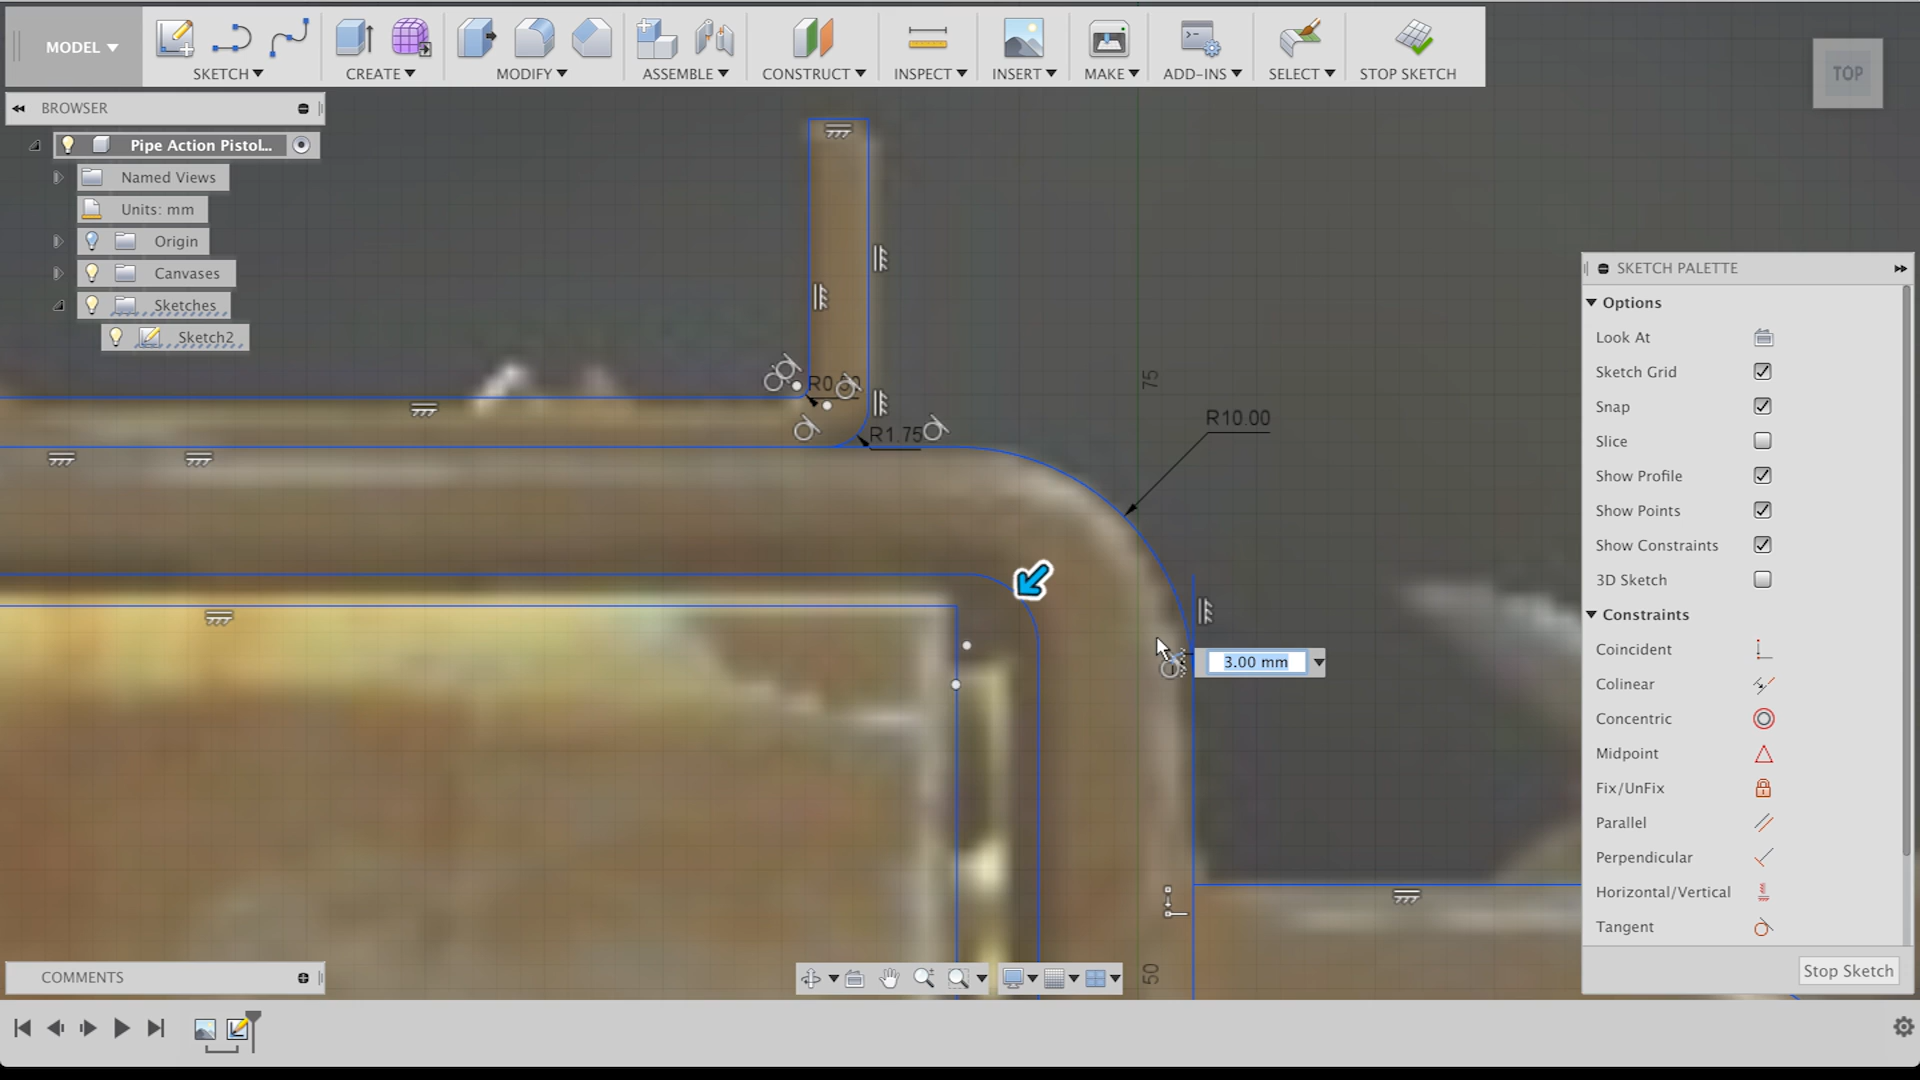 MODEL
SKETCH
CREATE
MODIFY
ASSEMBLE
CONSTRUCT
INSPECT
INSERT
MAKE
ADD-INS
SELECT
STOP SKETCH
TOP
BROWSER
Pipe Action Pistol...
Named Views
Units: mm
Origin
Canvases
Sketches
Sketch2
75
R10.00
R1.75
3.00 mm
50
SKETCH PALETTE
Options
Look At
Sketch Grid
Snap
Slice
Show Profile
Show Points
Show Constraints
3D Sketch
Constraints
Coincident
Colinear
Concentric
Midpoint
Fix/UnFix
Parallel
Perpendicular
Horizontal/Vertical
Tangent
Stop Sketch
COMMENTS